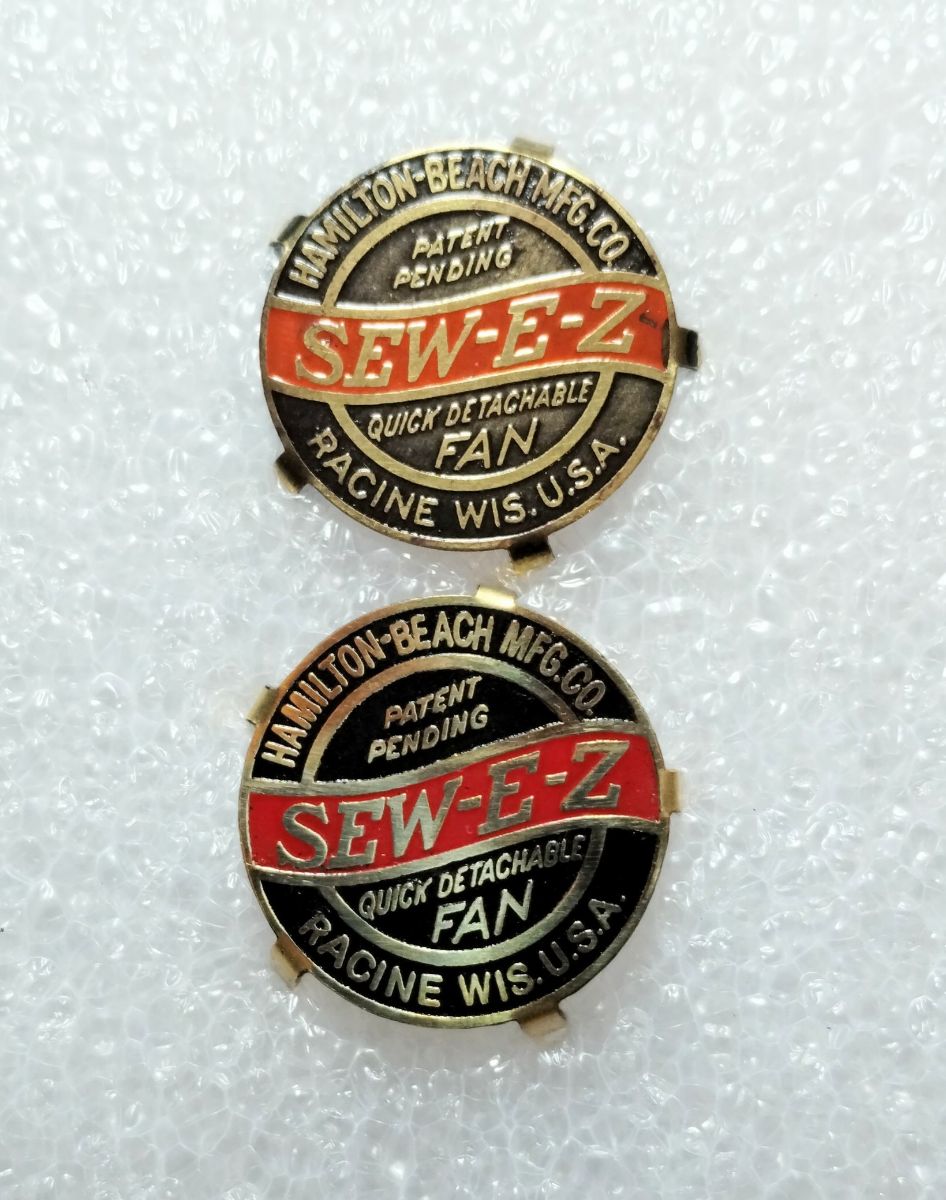 HAMILTON-BEACH MFG. CO.
PATENT
PENDING
SEW-E-Z
QUICK DETACHABLE
FAN
RACINE WIS. U.S.A.
HAMILTON-BEACH MFG. CO.
PATENT
PENDING
SEW-E-Z
QUICK DETACHABLE
FAN
RACINE WIS. U.S.A.